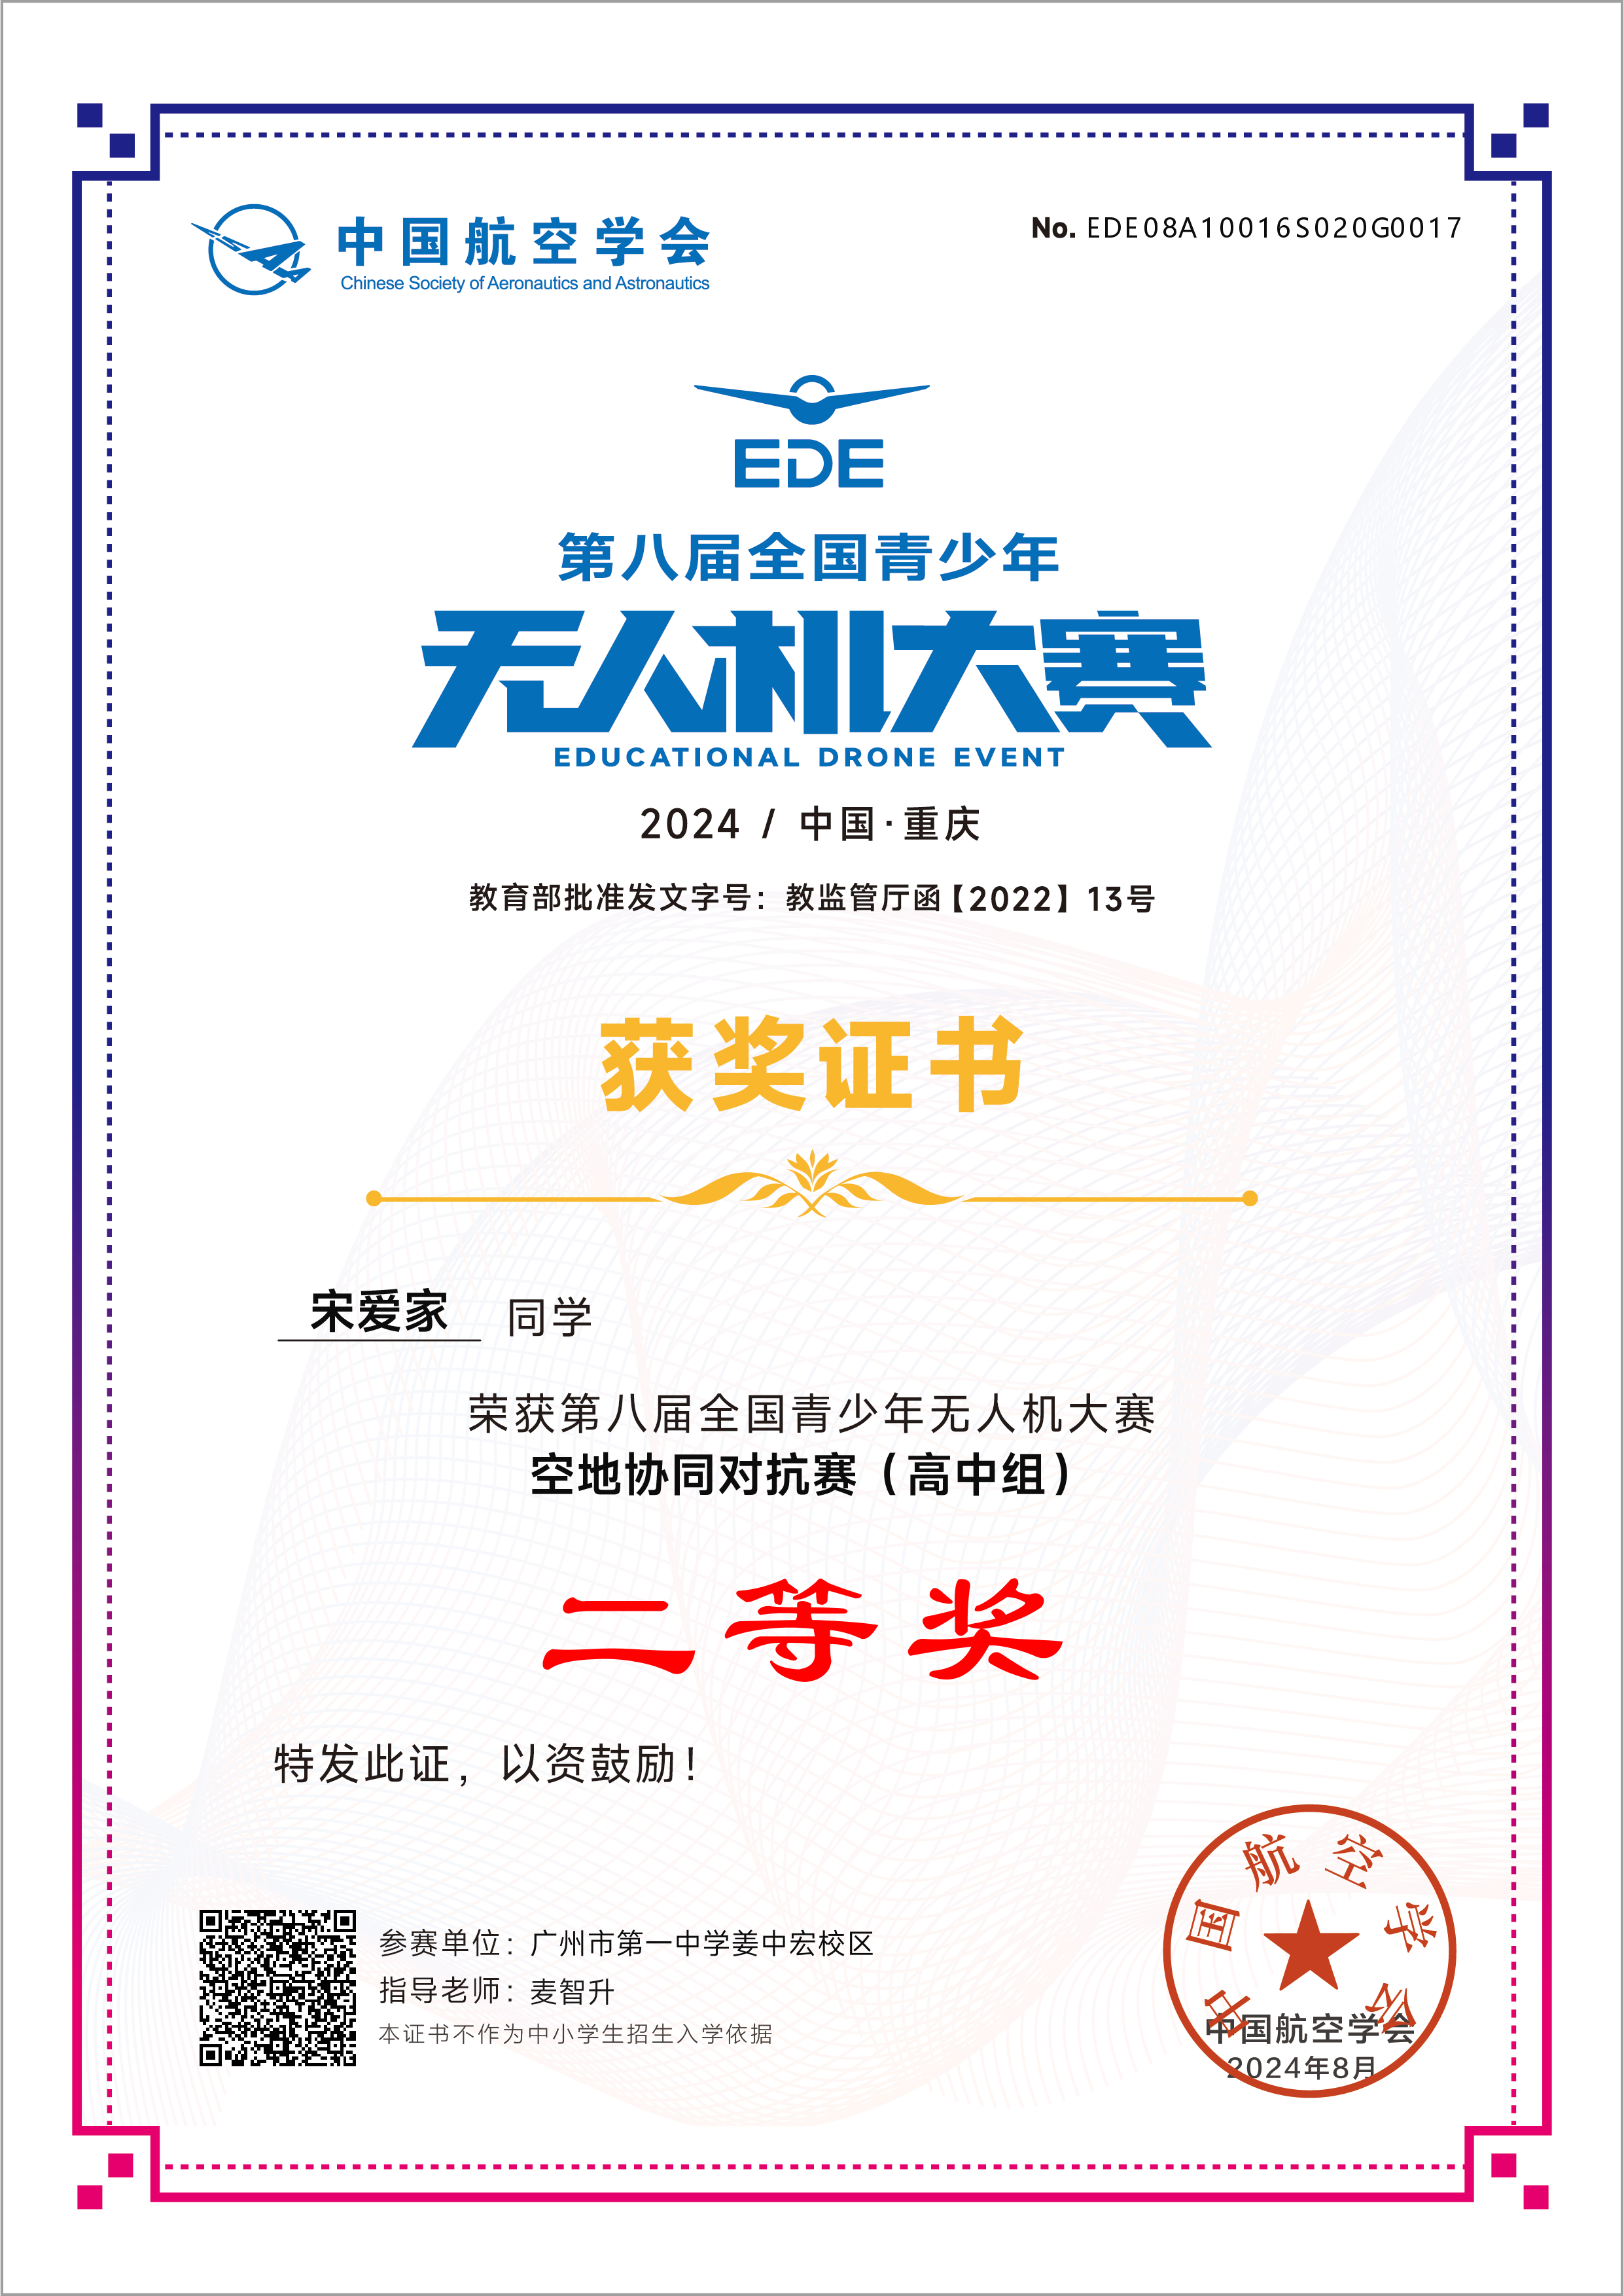 中国航空学会
Chinese Society of Aeronautics and Astronautics
No. EDE08A10016S020G0017
EDE
第八届全国青少年
无人机大赛
EDUCATIONAL DRONE EVENT
2024 / 中国·重庆
教育部批准发文字号：教监管厅函【2022】13号
获奖证书
宋爱家 同学
荣获第八届全国青少年无人机大赛
空地协同对抗赛（高中组）
二等奖
特发此证，以资鼓励！
参赛单位：广州市第一中学姜中宏校区
指导老师：麦智升
本证书不作为中小学生招生入学依据
中国航空学会
中国航空学会
2024年8月